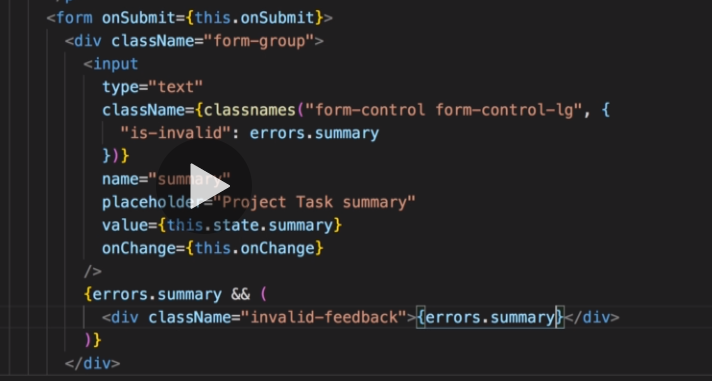 <form onSubmit={this.onSubmit}>
<div className="form-group">
<input
type="text"
className={classnames("form-control form-control-lg", {
"is-invalid": errors.summary
})}
name="summary"
placeholder="Project Task summary"
value={this.state.summary}
onChange={this.onChange}
/>
{errors.summary && (
<div className="invalid-feedback">{errors.summary}</div>
)}
</div>